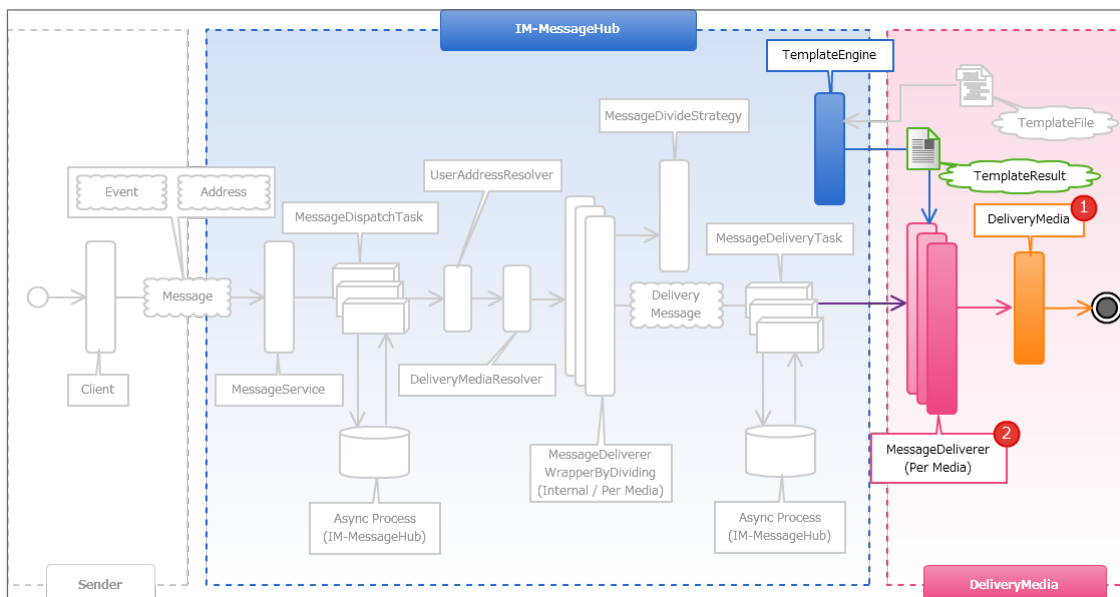 IM-MessageHub
TemplateEngine
TemplateFile
MessageDivideStrategy
TemplateResult
UserAddressResolver
Event
Address
MessageDispatchTask
1
DeliveryMedia
MessageDeliveryTask
Message
Delivery
Message
Client
MessageService
DeliveryMediaResolver
2
MessageDeliverer
(Per Media)
MessageDeliverer
WrapperByDividing
(Internal / Per Media)
Async Process
(IM-MessageHub)
Async Process
(IM-MessageHub)
Sender
DeliveryMedia